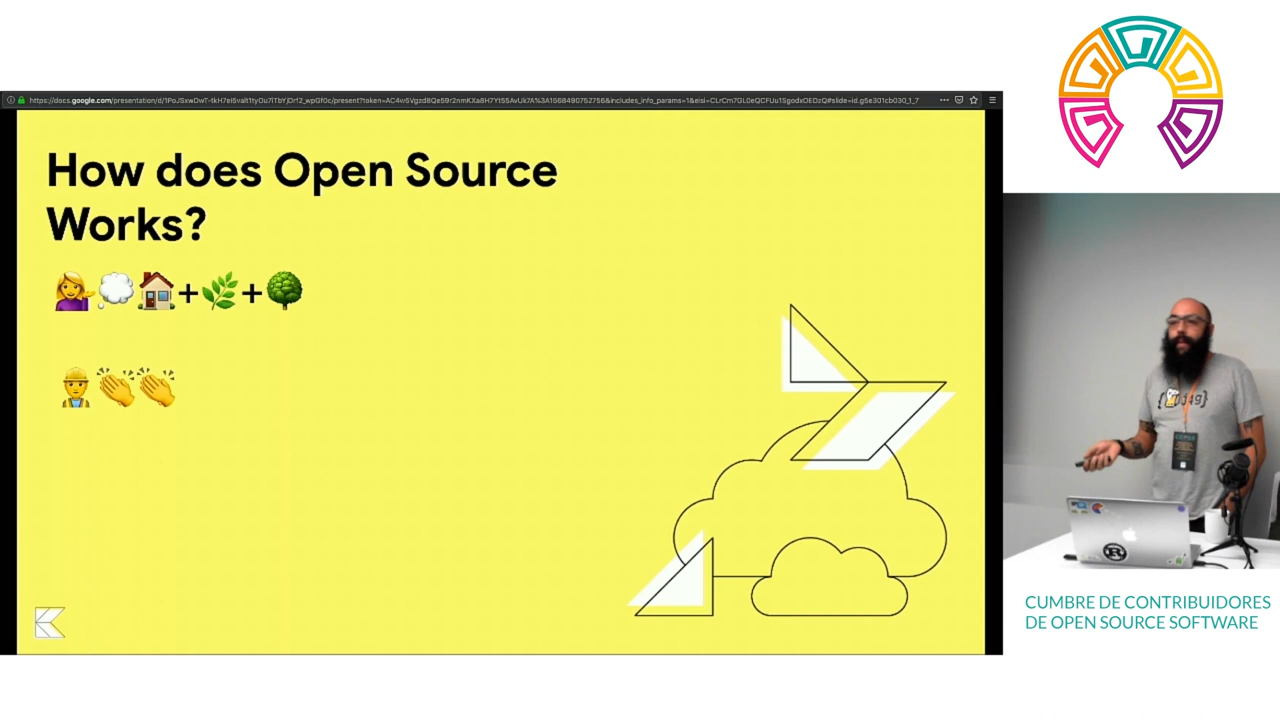 How does Open Source
Works?
CUMBRE DE CONTRIBUIDORES
DE OPEN SOURCE SOFTWARE